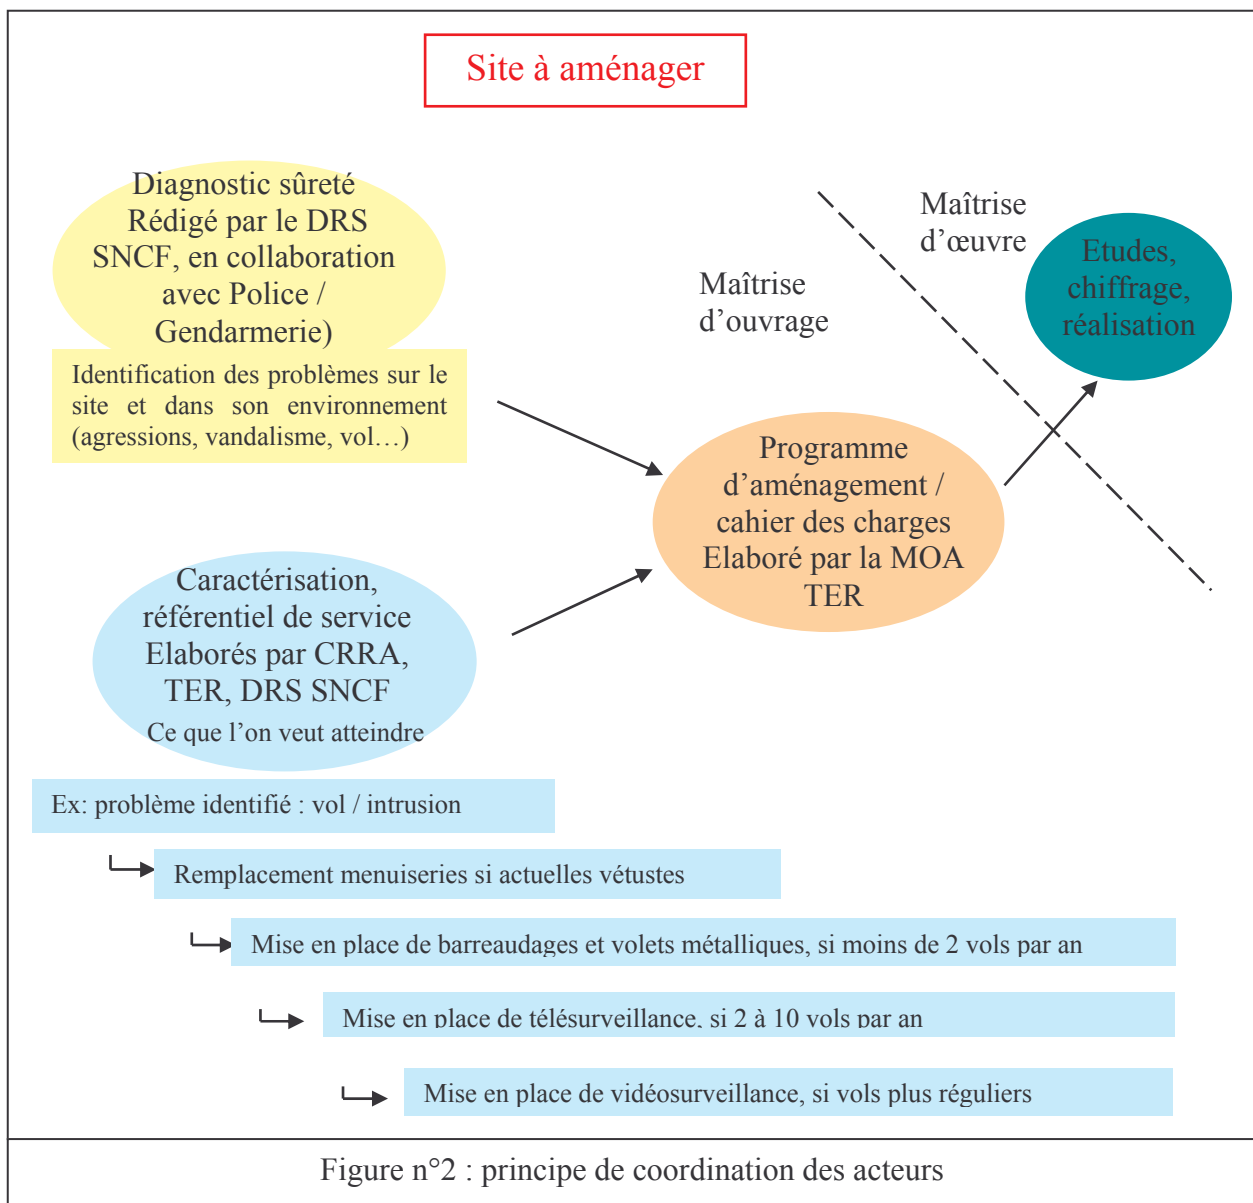 Site à aménager
Diagnostic sûreté
Rédigé par le DRS
SNCF, en collaboration
avec Police /
Gendarmerie)
Identification des problèmes sur le
site et dans son environnement
(agressions, vandalisme, vol…)
Maîtrise
d'ouvrage
Maîtrise
d'œuvre
Etudes,
chiffrage,
réalisation
Programme
d'aménagement /
cahier des charges
Elaboré par la MOA
TER
Caractérisation,
référentiel de service
Elaborés par CRRA,
TER, DRS SNCF
Ce que l'on veut atteindre
Ex: problème identifié : vol / intrusion
Remplacement menuiseries si actuelles vétustes
Mise en place de barreaudages et volets métalliques, si moins de 2 vols par an
Mise en place de télésurveillance, si 2 à 10 vols par an
Mise en place de vidéosurveillance, si vols plus réguliers
Figure n°2 : principe de coordination des acteurs